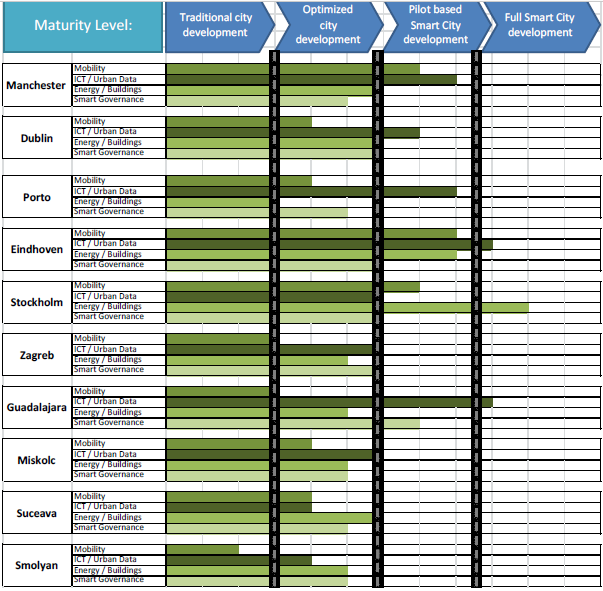 Maturity Level:
Traditional city
development
Optimized
city
development
Pilot based
Smart City
development
Full Smart City
development
Manchester
Mobility
ICT / Urban Data
Energy / Buildings
Smart Governance
Dublin
Mobility
ICT / Urban Data
Energy / Buildings
Smart Governance
Porto
Mobility
ICT / Urban Data
Energy / Buildings
Smart Governance
Eindhoven
Mobility
ICT / Urban Data
Energy / Buildings
Smart Governance
Stockholm
Mobility
ICT / Urban Data
Energy / Buildings
Smart Governance
Zagreb
Mobility
ICT / Urban Data
Energy / Buildings
Smart Governance
Guadalajara
Mobility
ICT / Urban Data
Energy / Buildings
Smart Governance
Miskolc
Mobility
ICT / Urban Data
Energy / Buildings
Smart Governance
Suceava
Mobility
ICT / Urban Data
Energy / Buildings
Smart Governance
Smolyan
Mobility
ICT / Urban Data
Energy / Buildings
Smart Governance